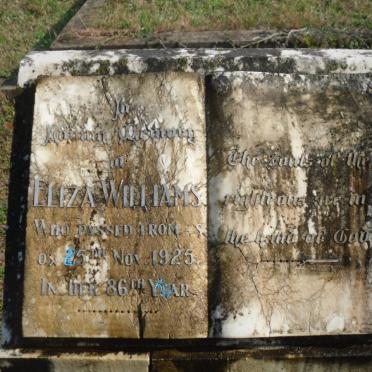 In
Loving Memory
of
ELIZA WILLIAMS
WHO PASSED FROM US
ON 25TH NOV. 1925.
IN HER 86TH YEAR.
The souls of the
righteous are in
the hand of God